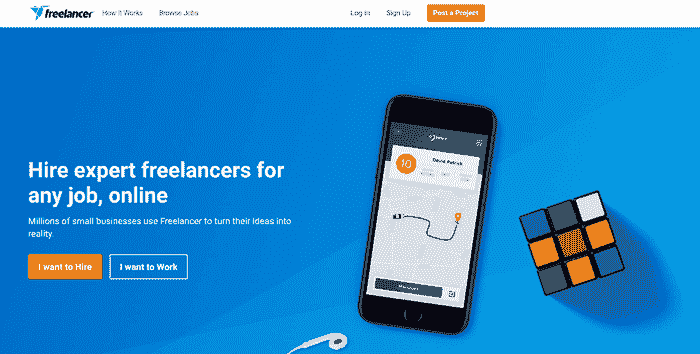 freelancer
How it Works
Browse Jobs
Log In
Sign Up
Post a Project
Hire expert freelancers for
any job, online
Millions of small businesses use Freelancer to turn their ideas into
reality.
I want to Hire
I want to Work
10